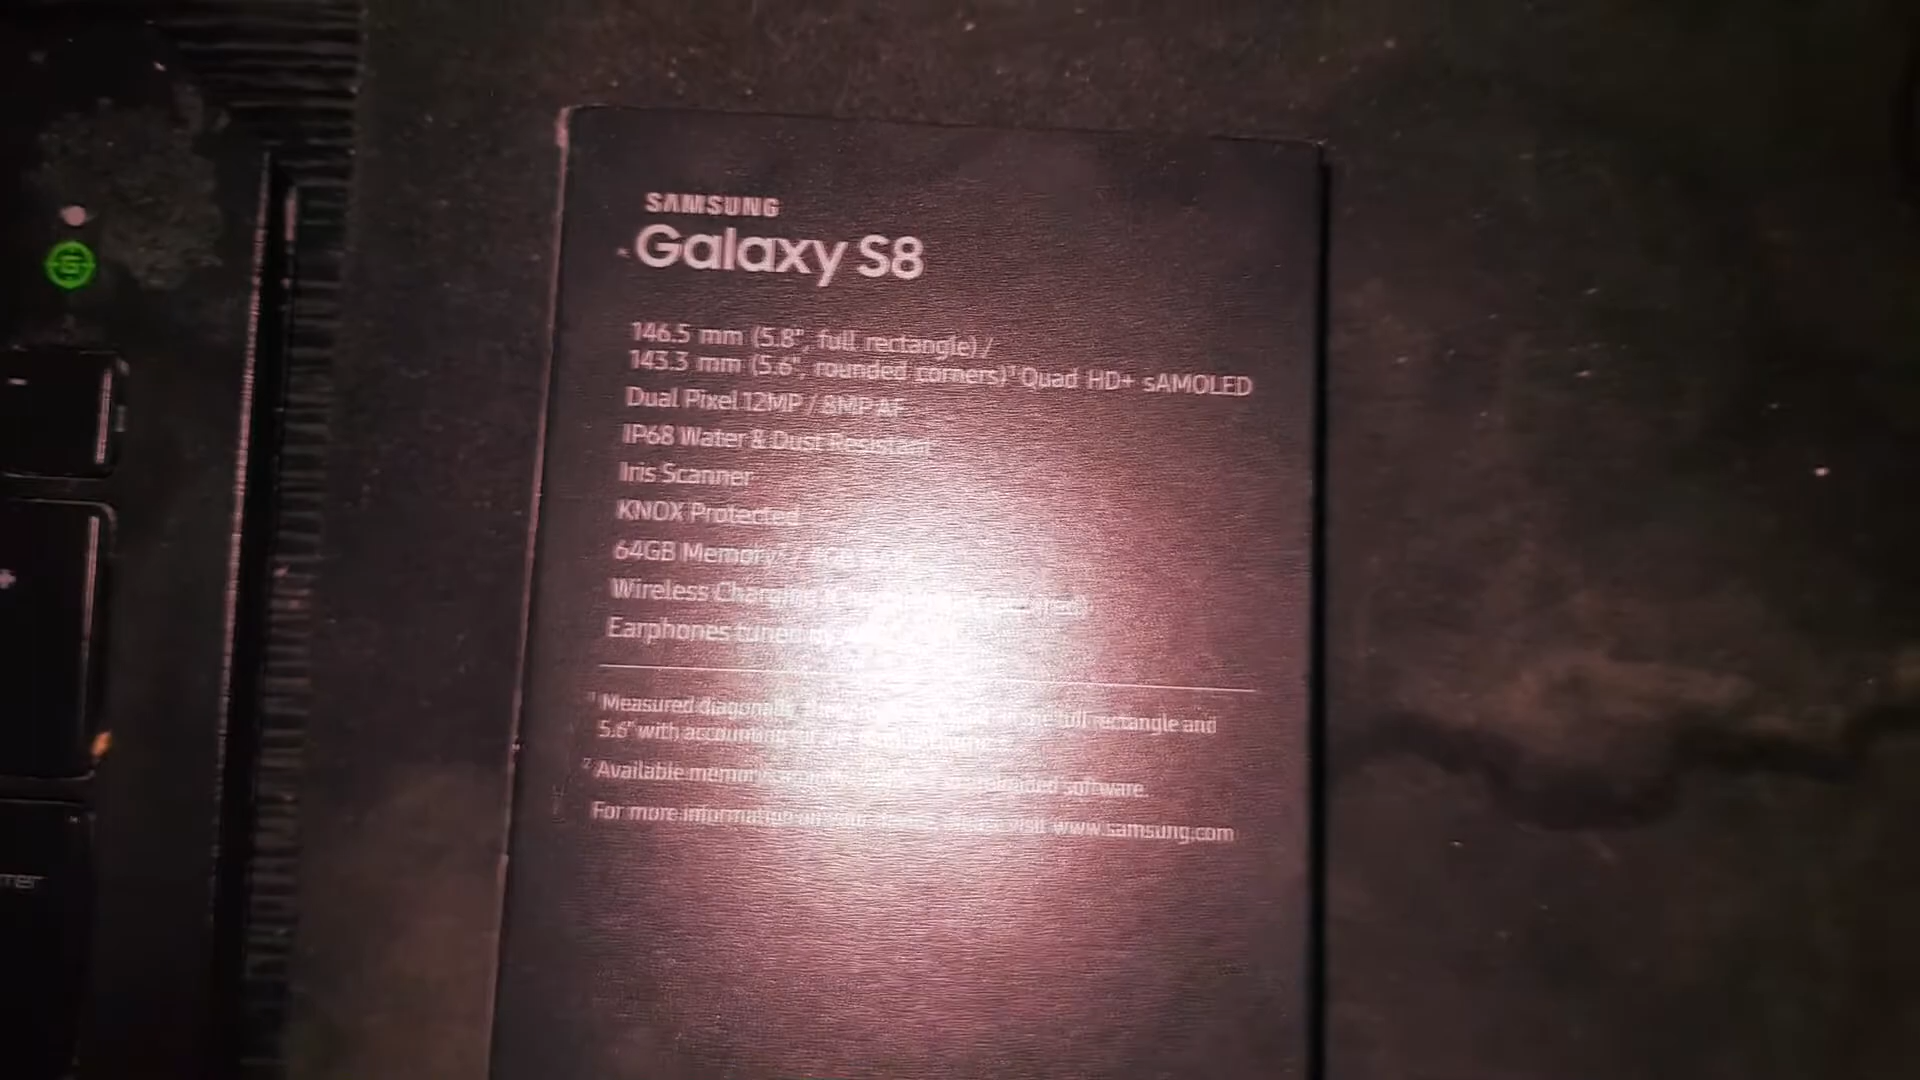 SAMSUNG
Galaxy S8
146.5 mm (5.8", full rectangle) /
143.3 mm (5.6", rounded corners)¹ Quad HD+ sAMOLED
Dual Pixel 12MP / 8MP AF
IP68 Water & Dust Resistant
Iris Scanner
KNOX Protected
64GB Memory² / 4GB
Wireless Charging
Earphones tuned
¹ Measured diagonally, full rectangle and
5.6" with accounting
² Available memory software.
For more information on visit www.samsung.com
G
-
+